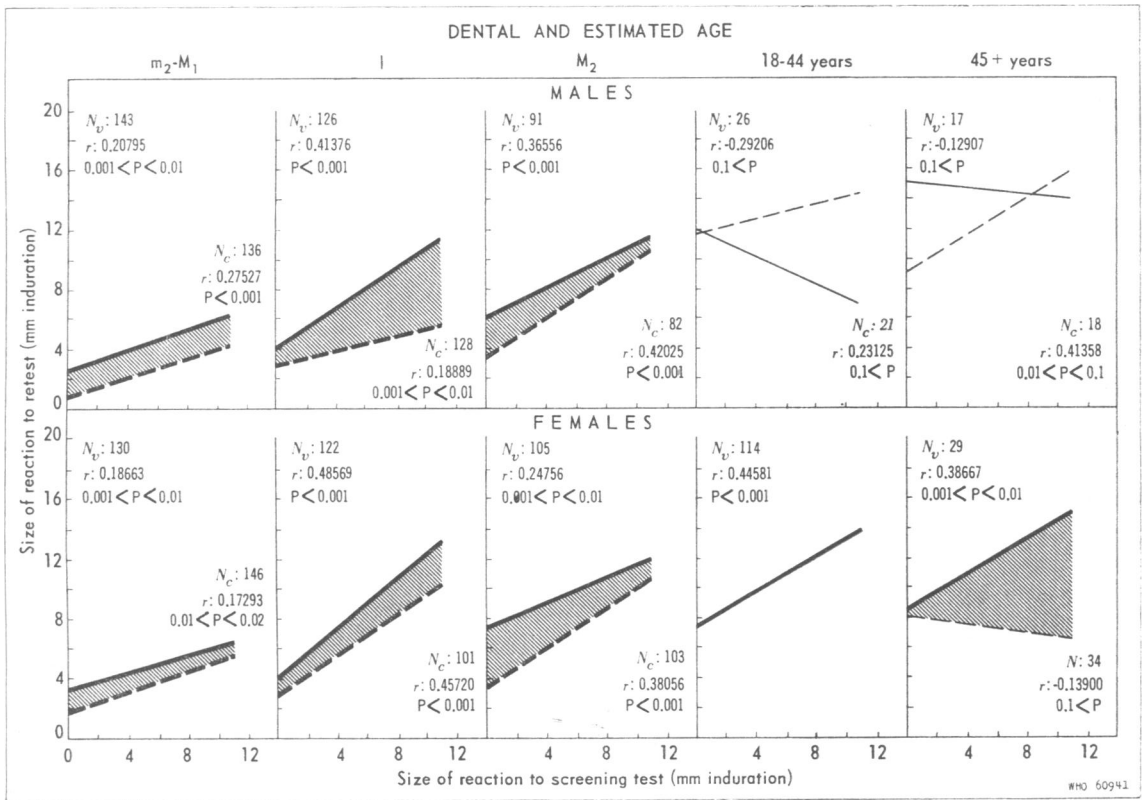 DENTAL AND ESTIMATED AGE
m2-M1 I M2 18-44 years 45+ years
MALES
20
16
12
8
4
0
Nv: 143
r: 0.20795
0.001<P<0.01
Nc: 136
r: 0.27527
P<0.001
Nv: 126
r: 0.41376
P<0.001
Nc: 128
r: 0.18889
0.001<P<0.01
Nv: 91
r: 0.36556
P<0.001
Nc: 82
r: 0.42025
P<0.001
Nv: 26
r:-0.29206
0.1<P
Nc: 21
r: 0.23125
0.1<P
Nv: 17
r:-0.12907
0.1<P
Nc: 18
r: 0.41358
0.01<P<0.1
Size of reaction to retest (mm induration)
FEMALES
20
16
12
8
4
0
Nv: 130
r: 0.18663
0.001<P<0.01
Nc: 146
r: 0.17293
0.01<P<0.02
Nv: 122
r: 0.48569
P<0.001
Nc: 101
r: 0.45720
P<0.001
Nv: 105
r: 0.24756
0.001<P<0.01
Nc: 103
r: 0.38056
P<0.001
Nv: 114
r: 0.44581
P<0.001
Nv: 29
r: 0.38667
0.001<P<0.01
N: 34
r:-0.13900
0.1<P
0 4 8 12 4 8 12 4 8 12 4 8 12 4 8 12
Size of reaction to screening test (mm induration)
WHO 60941